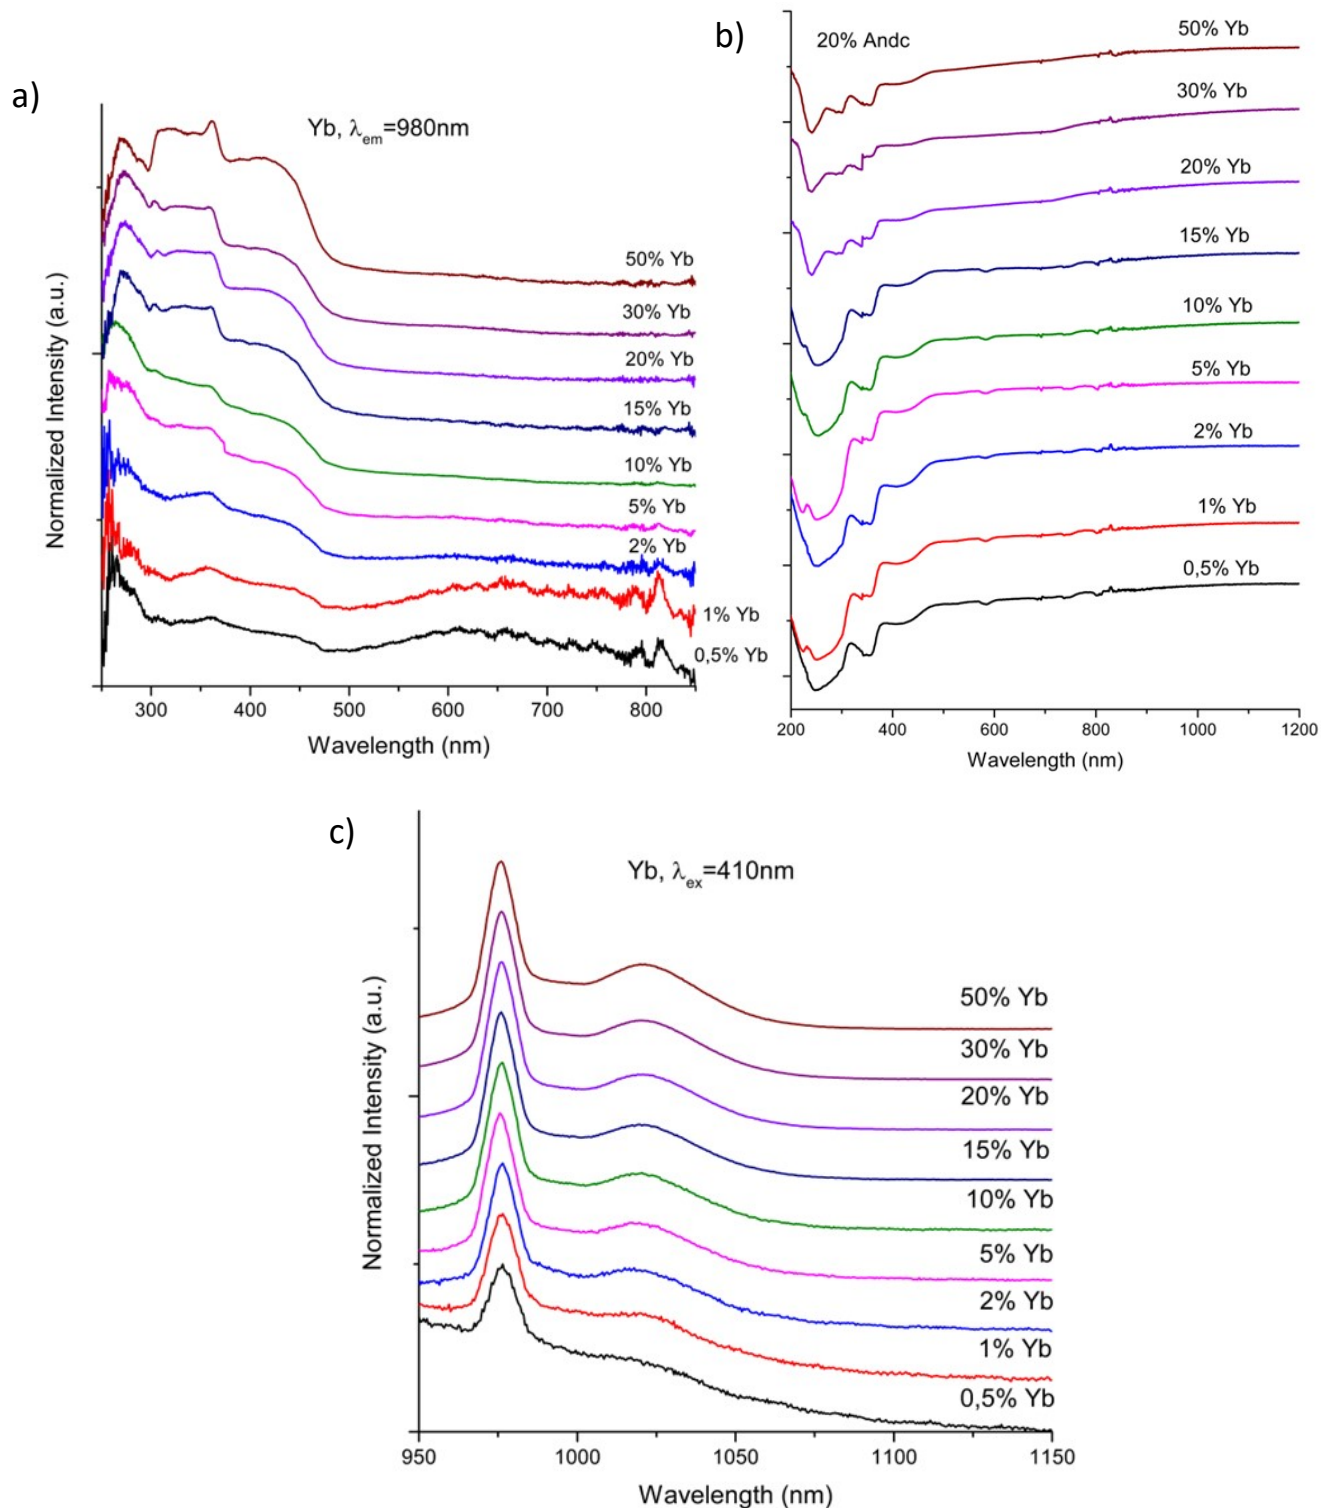 a)
Yb, λem=980nm
50% Yb
30% Yb
20% Yb
15% Yb
10% Yb
5% Yb
2% Yb
1% Yb
0,5% Yb
Normalized Intensity (a.u.)
300 400 500 600 700 800
Wavelength (nm)
b)
20% Andc
50% Yb
30% Yb
20% Yb
15% Yb
10% Yb
5% Yb
2% Yb
1% Yb
0,5% Yb
200 400 600 800 1000 1200
Wavelength (nm)
c)
Yb, λex=410nm
50% Yb
30% Yb
20% Yb
15% Yb
10% Yb
5% Yb
2% Yb
1% Yb
0,5% Yb
Normalized Intensity (a.u.)
950 1000 1050 1100 1150
Wavelength (nm)